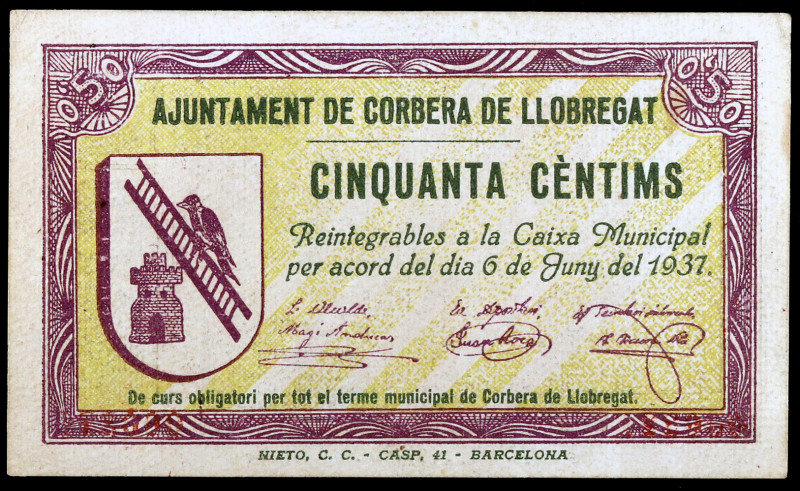 0'50 0'50
AJUNTAMENT DE CORBERA DE LLOBREGAT
CINQUANTA CÈNTIMS
Reintegrables a la Caixa Municipal
per acord del dia 6 de Juny del 1937.
De curs obligatori per tot el terme municipal de Corbera de Llobregat.
NIETO, C. C. - CASP, 41 - BARCELONA